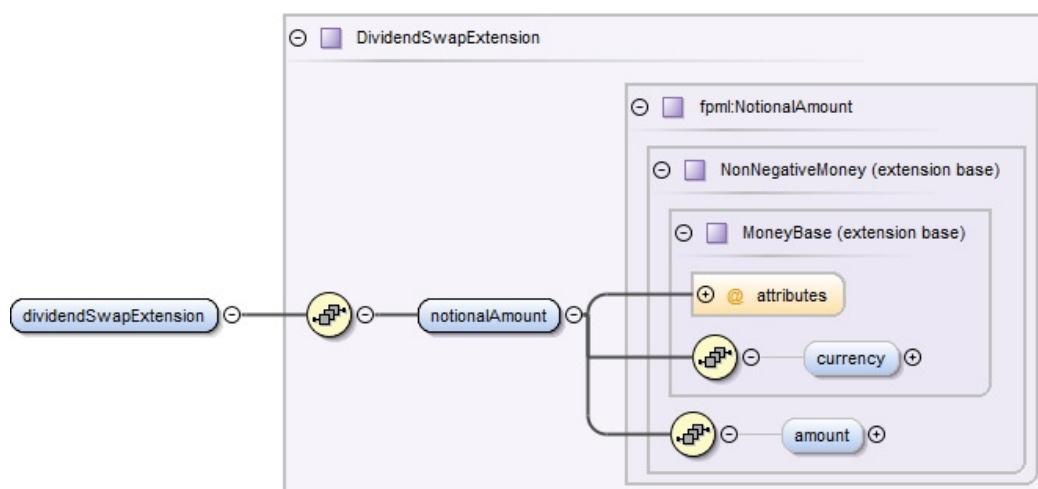 DividendSwapExtension
fpml:NotionalAmount
NonNegativeMoney (extension base)
MoneyBase (extension base)
@ attributes
dividendSwapExtension
notionalAmount
currency
amount